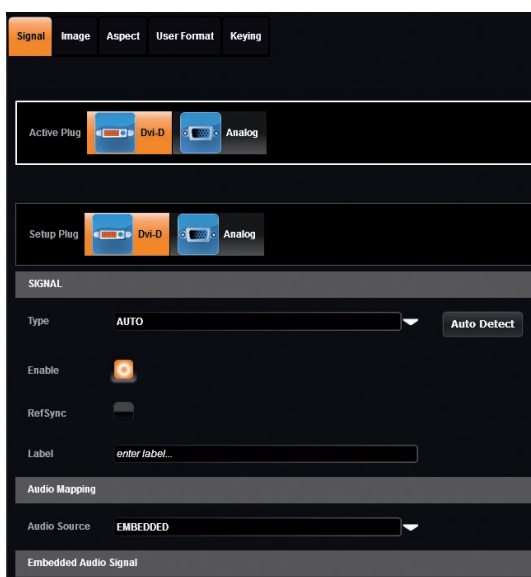 Signal Image Aspect User Format Keying
Active Plug Dvi-D Analog
Setup Plug Dvi-D Analog
SIGNAL
Type AUTO Auto Detect
Enable
RefSync
Label enter label...
Audio Mapping
Audio Source EMBEDDED
Embedded Audio Signal